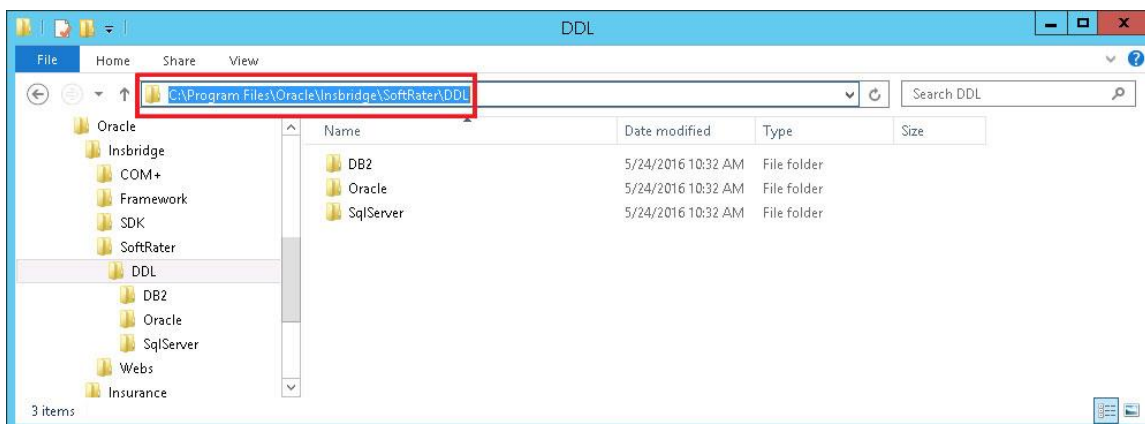 DDL
File Home Share View
C:\Program Files\Oracle\Insbridge\SoftRater\DDL
Search DDL
Oracle
Insbridge
COM+
Framework
SDK
SoftRater
DDL
DB2
Oracle
SqlServer
Webs
Insurance
Name Date modified Type Size
DB2 5/24/2016 10:32 AM File folder
Oracle 5/24/2016 10:32 AM File folder
SqlServer 5/24/2016 10:32 AM File folder
3 items